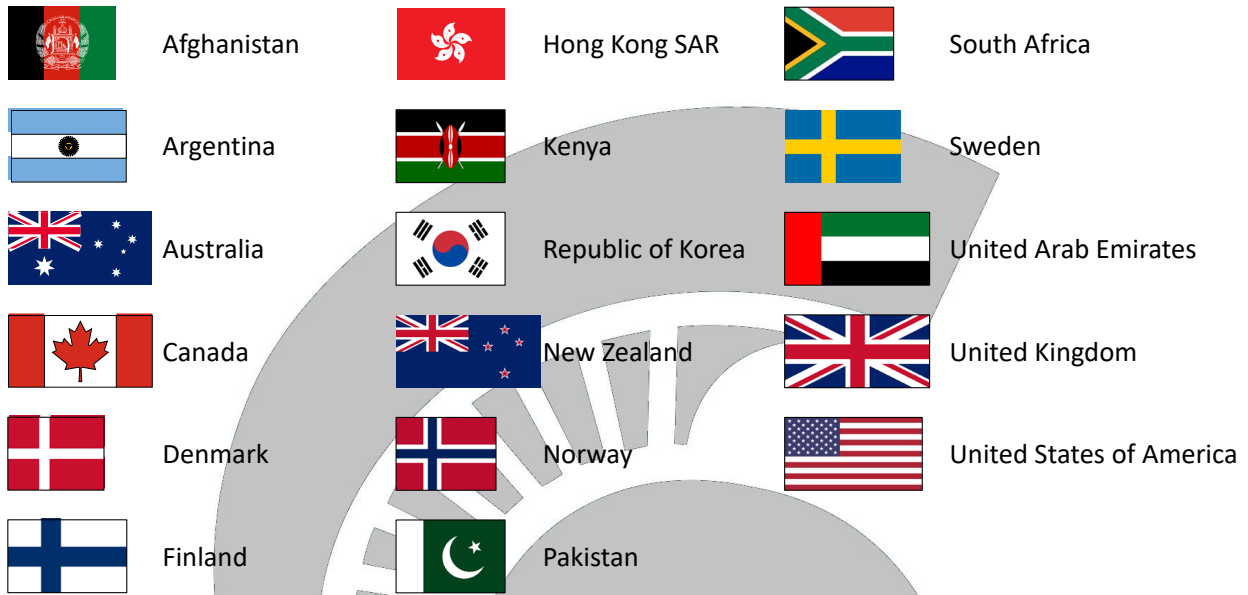 Afghanistan
Argentina
Australia
Canada
Denmark
Finland
Hong Kong SAR
Kenya
Republic of Korea
New Zealand
Norway
Pakistan
South Africa
Sweden
United Arab Emirates
United Kingdom
United States of America